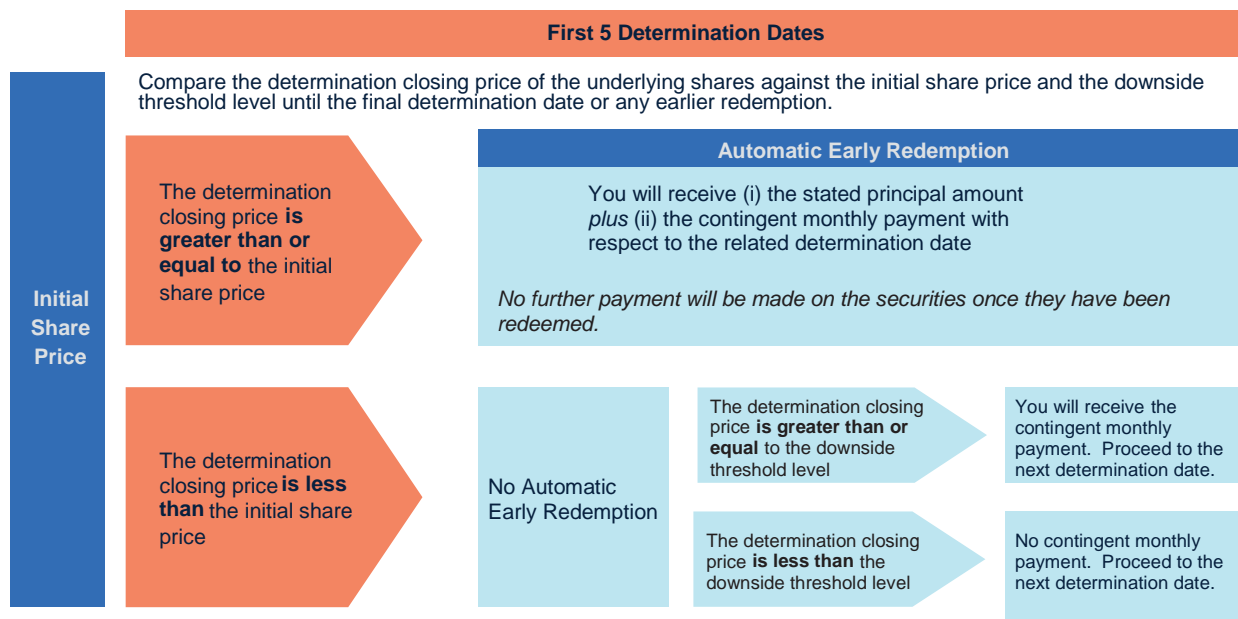 First 5 Determination Dates
Compare the determination closing price of the underlying shares against the initial share price and the downside
threshold level until the final determination date or any earlier redemption.
Initial
Share
Price
The determination
closing price is
greater than or
equal to the initial
share price
Automatic Early Redemption
You will receive (i) the stated principal amount
plus (ii) the contingent monthly payment with
respect to the related determination date
No further payment will be made on the securities once they have been
redeemed.
The determination
closing price is less
than the initial share
price
No Automatic
Early Redemption
The determination closing
price is greater than or
equal to the downside
threshold level
You will receive the
contingent monthly
payment. Proceed to the
next determination date.
The determination closing
price is less than the
downside threshold level
No contingent monthly
payment. Proceed to the
next determination date.